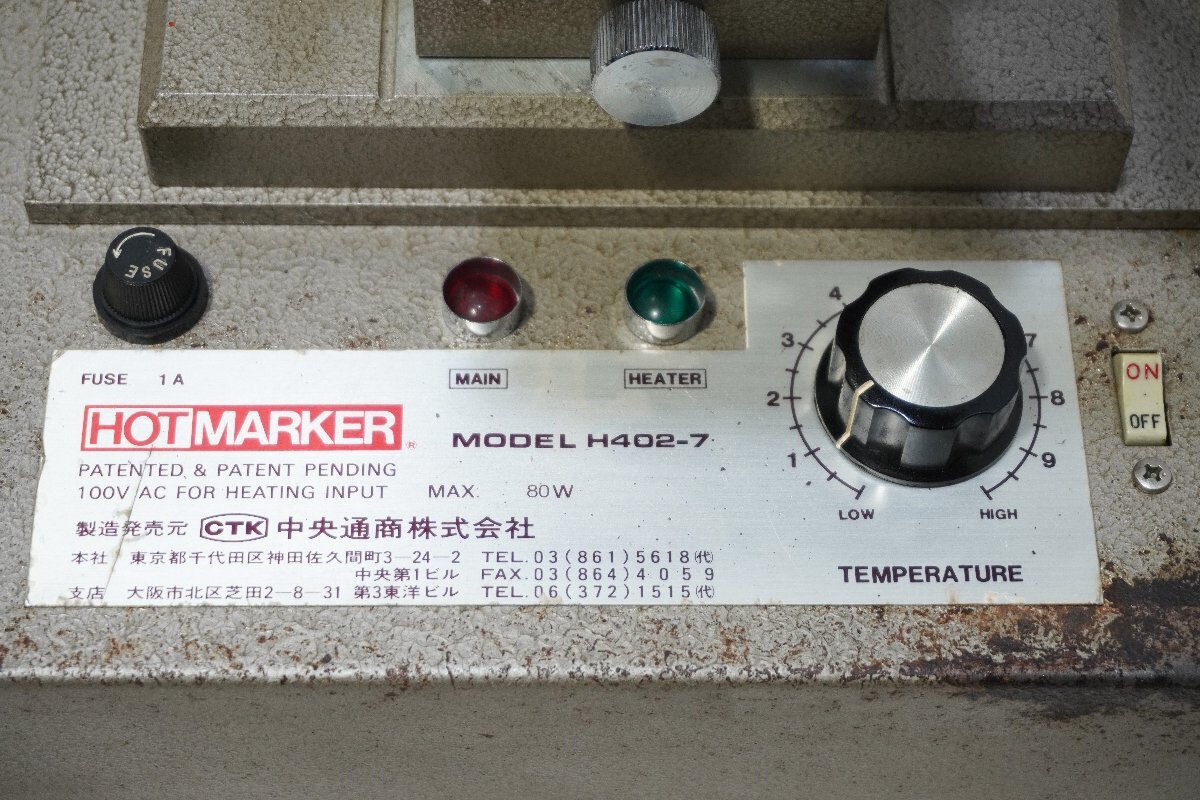 FUSE
FUSE 1A
MAIN
HEATER
HOTMARKER®
MODEL H402-7
PATENTED & PATENT PENDING
100V AC FOR HEATING INPUT MAX. 80W
製造発売元 CTK 中央通商株式会社
本社 東京都千代田区神田佐久間町3-24-2 TEL.03(861)5618㈹
中央第1ビル FAX.03(864)4059
支店 大阪市北区芝田2-8-31 第3東洋ビル TEL.06(372)1515㈹
4
3
2
1
LOW
7
8
9
HIGH
TEMPERATURE
ON
OFF